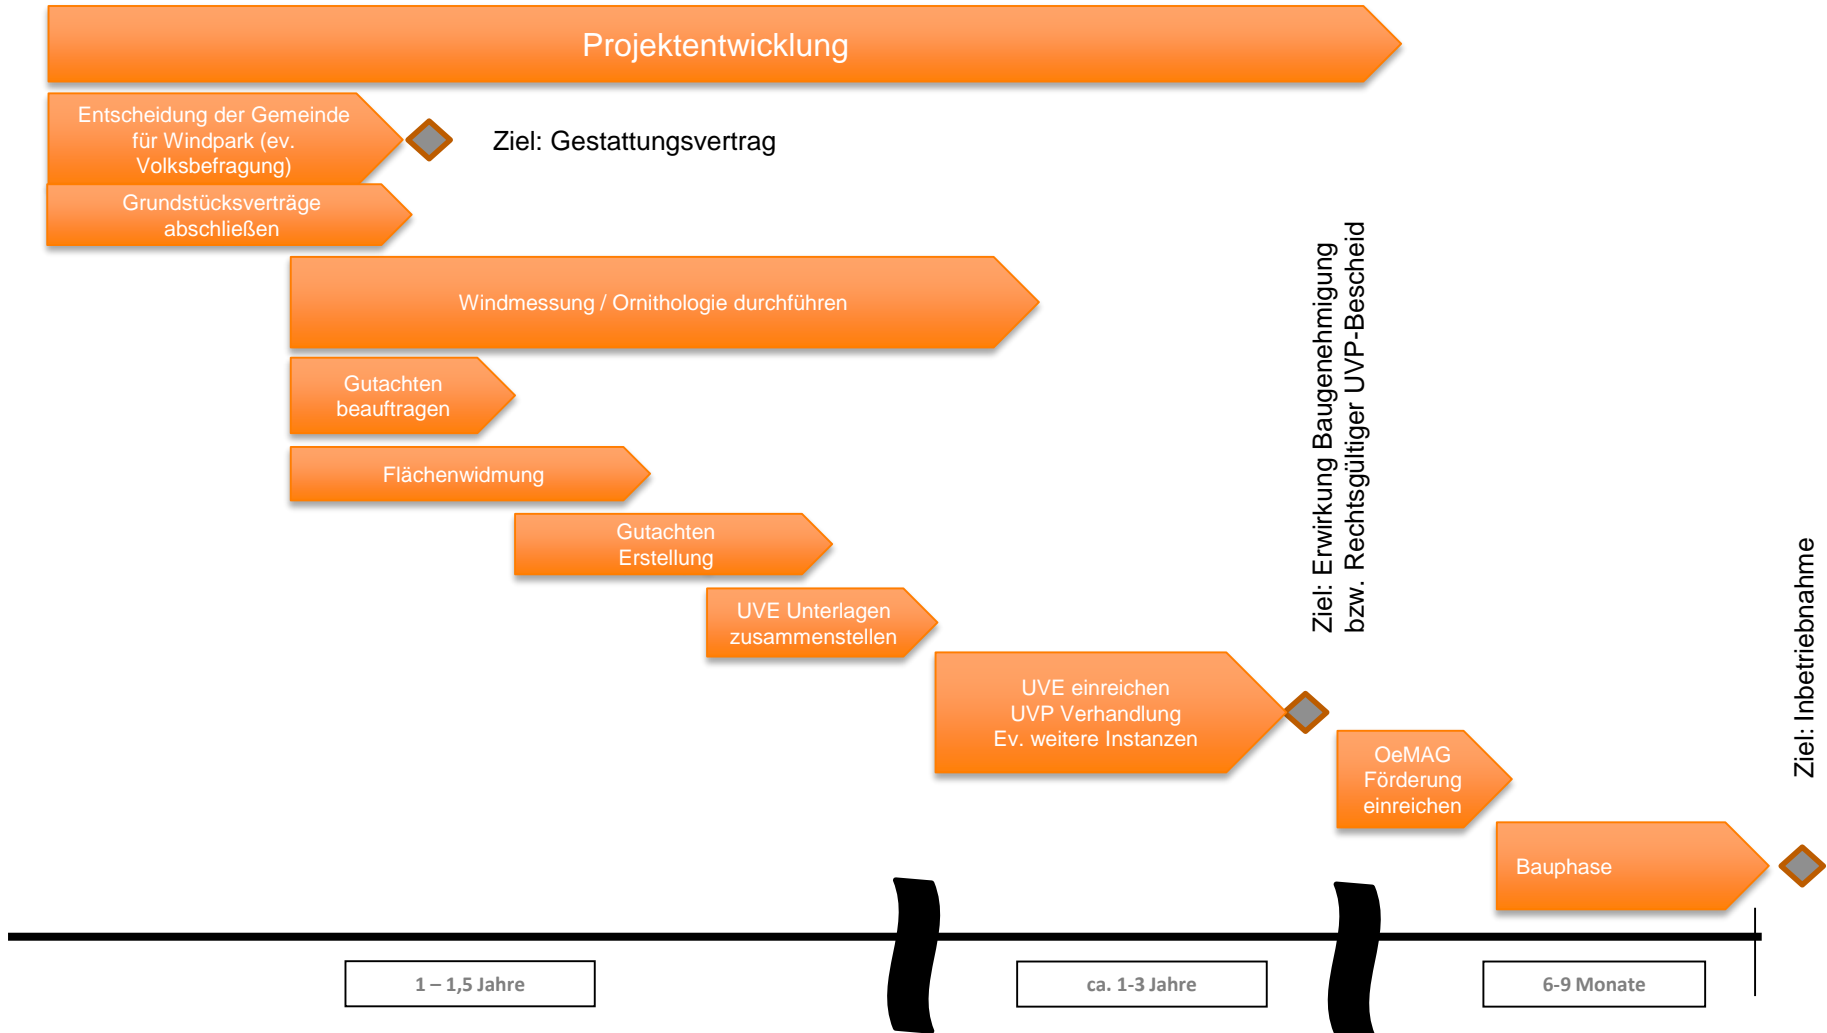 Projektentwicklung
Entscheidung der Gemeinde
für Windpark (ev.
Volksbefragung)
Ziel: Gestattungsvertrag
Grundstücksverträge
abschließen
Windmessung / Ornithologie durchführen
Gutachten
beauftragen
Flächenwidmung
Gutachten
Erstellung
UVE Unterlagen
zusammenstellen
UVE einreichen
UVP Verhandlung
Ev. weitere Instanzen
Ziel: Erwirkung Baugenehmigung
bzw. Rechtsgültiger UVP-Bescheid
OeMAG
Förderung
einreichen
Bauphase
Ziel: Inbetriebnahme
1 – 1,5 Jahre
ca. 1-3 Jahre
6-9 Monate